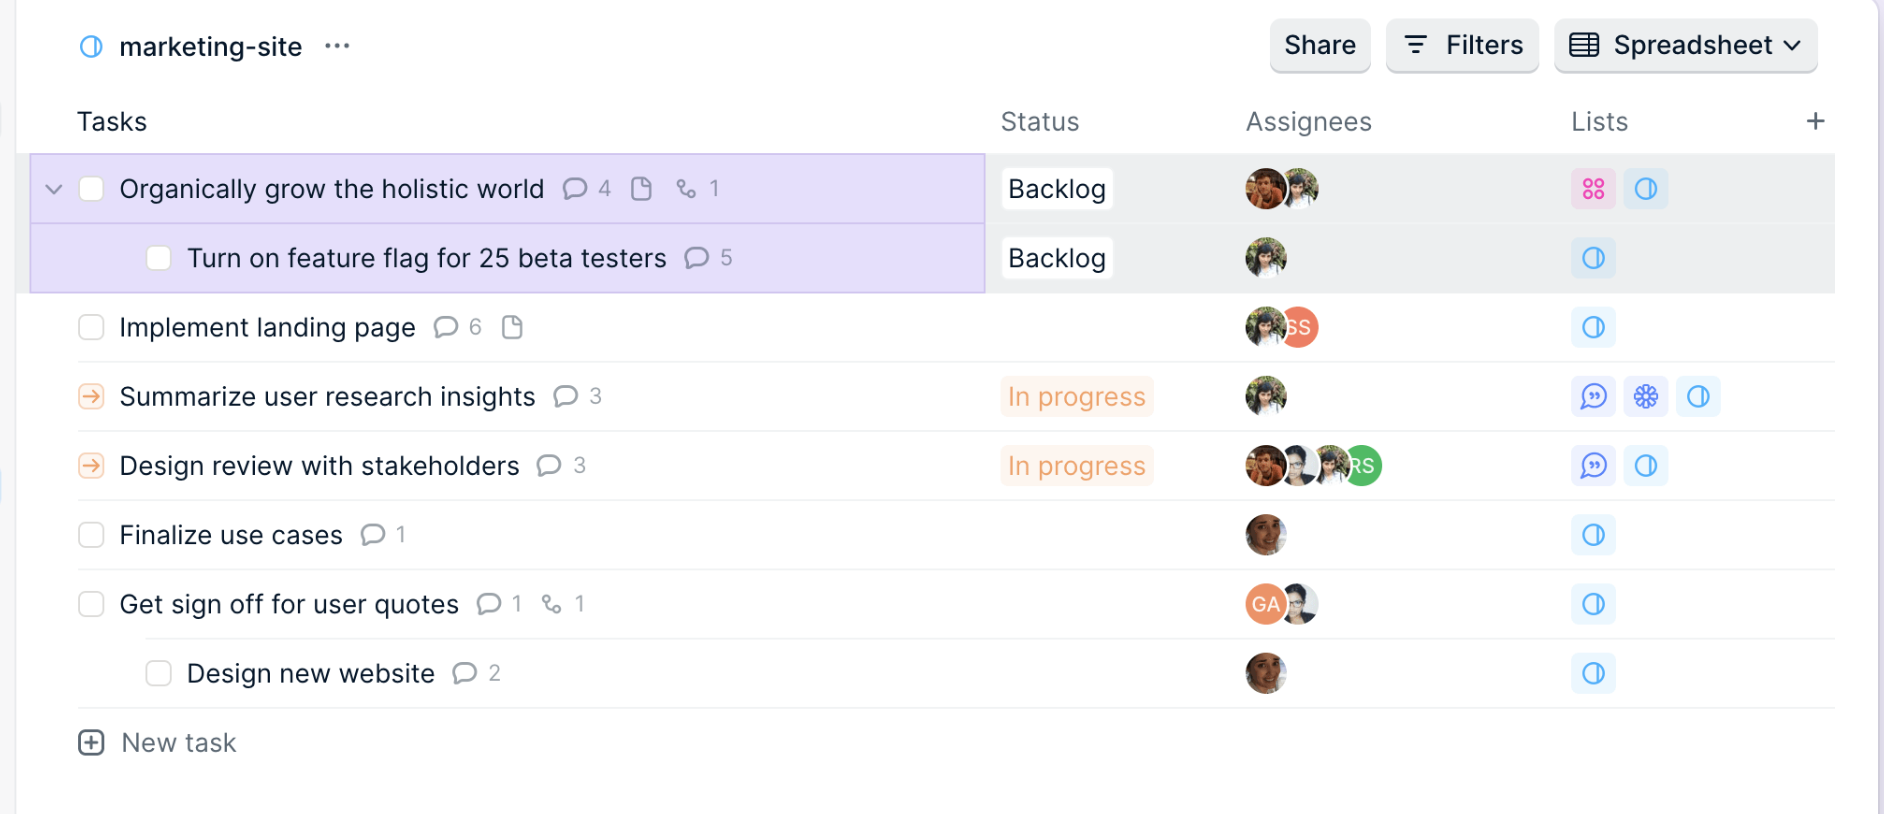 marketing-site
Share Filters Spreadsheet
Tasks Status Assignees Lists
Organically grow the holistic world 4 1 Backlog
Turn on feature flag for 25 beta testers 5 Backlog
Implement landing page 6 SS
Summarize user research insights 3 In progress
Design review with stakeholders 3 In progress RS
Finalize use cases 1
Get sign off for user quotes 1 1 GA
Design new website 2
New task